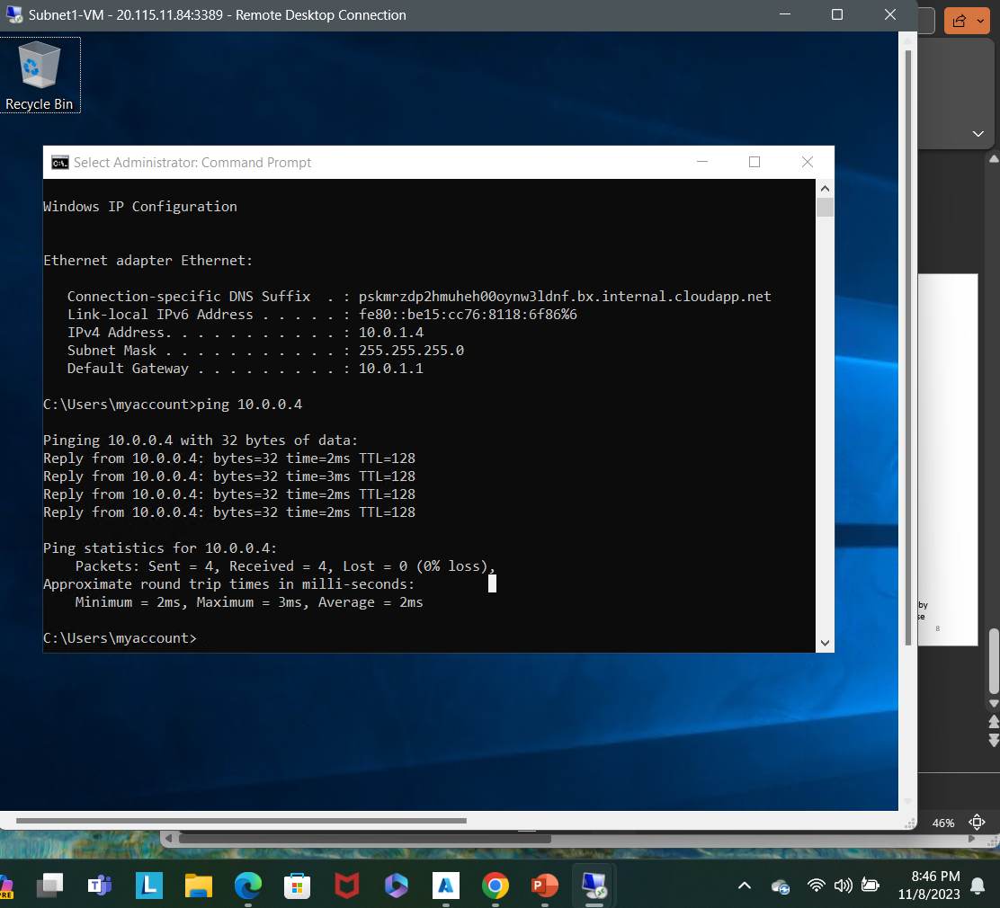 Subnet1-VM - 20.115.11.84:3389 - Remote Desktop Connection
Recycle Bin
Select Administrator: Command Prompt
Windows IP Configuration
Ethernet adapter Ethernet:
Connection-specific DNS Suffix  . : pskmrzdp2hmuheh00oynw3ldnf.bx.internal.cloudapp.net
Link-local IPv6 Address . . . . . : fe80::be15:cc76:8118:6f86%6
IPv4 Address. . . . . . . . . . . : 10.0.1.4
Subnet Mask . . . . . . . . . . . : 255.255.255.0
Default Gateway . . . . . . . . . : 10.0.1.1
C:\Users\myaccount>ping 10.0.0.4
Pinging 10.0.0.4 with 32 bytes of data:
Reply from 10.0.0.4: bytes=32 time=2ms TTL=128
Reply from 10.0.0.4: bytes=32 time=3ms TTL=128
Reply from 10.0.0.4: bytes=32 time=2ms TTL=128
Reply from 10.0.0.4: bytes=32 time=2ms TTL=128
Ping statistics for 10.0.0.4:
Packets: Sent = 4, Received = 4, Lost = 0 (0% loss),
Approximate round trip times in milli-seconds:
Minimum = 2ms, Maximum = 3ms, Average = 2ms
C:\Users\myaccount>
by
se
8
46%
PRE
8:46 PM
11/8/2023